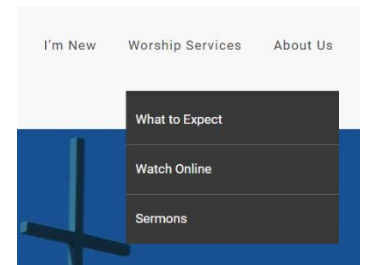 I'm New Worship Services About Us
What to Expect
Watch Online
Sermons